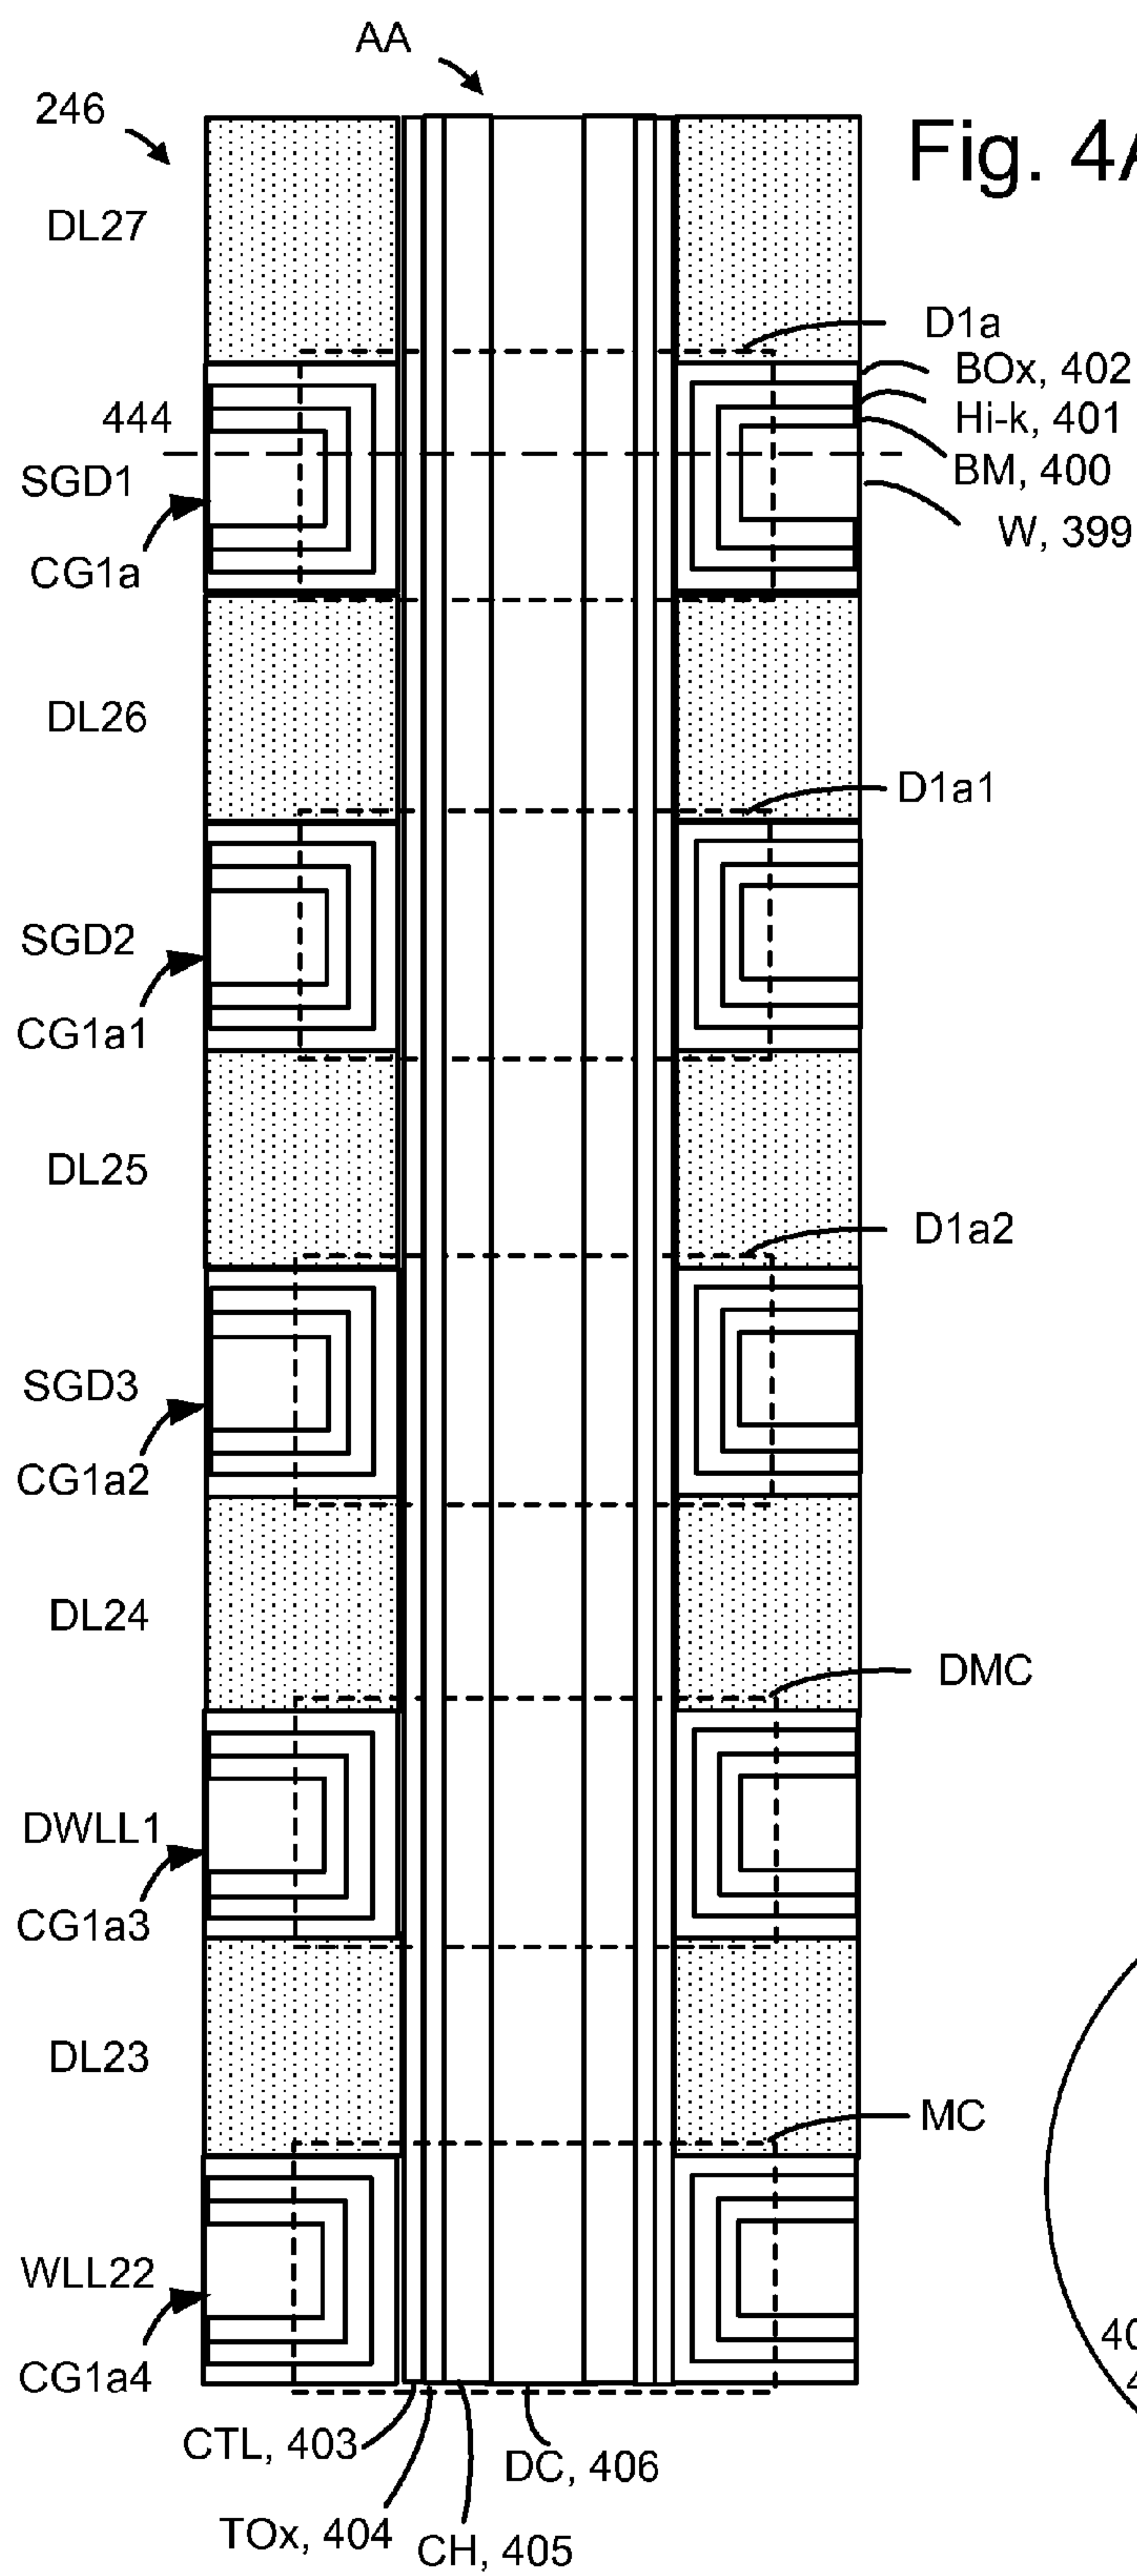 AA
246
Fig. 4A
DL27
D1a
BOx, 402
444
Hi-k, 401
SGD1
BM, 400
W, 399
CG1a
DL26
D1a1
SGD2
CG1a1
DL25
D1a2
SGD3
CG1a2
DL24
DMC
DWLL1
CG1a3
DL23
MC
WLL22
CG1a4
CTL, 403
DC, 406
TOx, 404
CH, 405